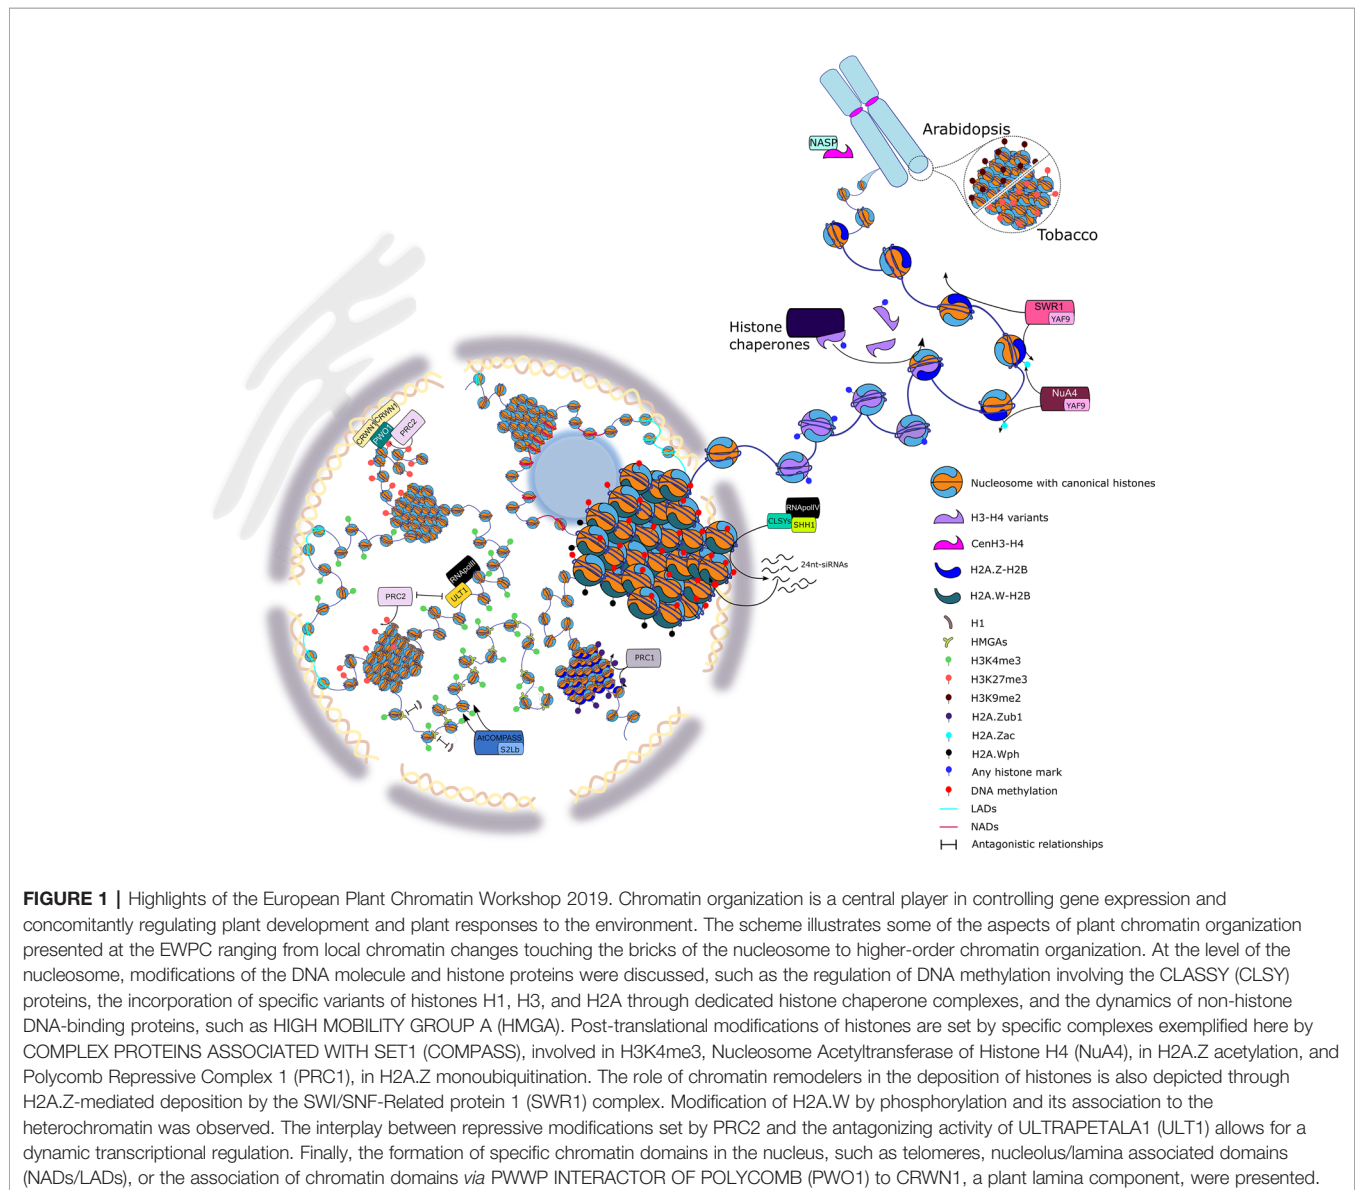 Arabidopsis
NASP
Tobacco
SWR1
YAF9
Histone
chaperones
NuA4
YAF9
CRWN1
CRWN1
PWO1
PRC2
RNApolIV
CLSYs
SHH1
24nt-siRNAs
RNApolII
ULT1
PRC2
PRC1
AtCOMPASS
S2Lb
Nucleosome with canonical histones
H3-H4 variants
CenH3-H4
H2A.Z-H2B
H2A.W-H2B
H1
HMGAs
H3K4me3
H3K27me3
H3K9me2
H2A.Zub1
H2A.Zac
H2A.Wph
Any histone mark
DNA methylation
LADs
NADs
Antagonistic relationships
FIGURE 1 | Highlights of the European Plant Chromatin Workshop 2019. Chromatin organization is a central player in controlling gene expression and
concomitantly regulating plant development and plant responses to the environment. The scheme illustrates some of the aspects of plant chromatin organization
presented at the EWPC ranging from local chromatin changes touching the bricks of the nucleosome to higher-order chromatin organization. At the level of the
nucleosome, modifications of the DNA molecule and histone proteins were discussed, such as the regulation of DNA methylation involving the CLASSY (CLSY)
proteins, the incorporation of specific variants of histones H1, H3, and H2A through dedicated histone chaperone complexes, and the dynamics of non-histone
DNA-binding proteins, such as HIGH MOBILITY GROUP A (HMGA). Post-translational modifications of histones are set by specific complexes exemplified here by
COMPLEX PROTEINS ASSOCIATED WITH SET1 (COMPASS), involved in H3K4me3, Nucleosome Acetyltransferase of Histone H4 (NuA4), in H2A.Z acetylation, and
Polycomb Repressive Complex 1 (PRC1), in H2A.Z monoubiquitination. The role of chromatin remodelers in the deposition of histones is also depicted through
H2A.Z-mediated deposition by the SWI/SNF-Related protein 1 (SWR1) complex. Modification of H2A.W by phosphorylation and its association to the
heterochromatin was observed. The interplay between repressive modifications set by PRC2 and the antagonizing activity of ULTRAPETALA1 (ULT1) allows for a
dynamic transcriptional regulation. Finally, the formation of specific chromatin domains in the nucleus, such as telomeres, nucleolus/lamina associated domains
(NADs/LADs), or the association of chromatin domains via PWWP INTERACTOR OF POLYCOMB (PWO1) to CRWN1, a plant lamina component, were presented.